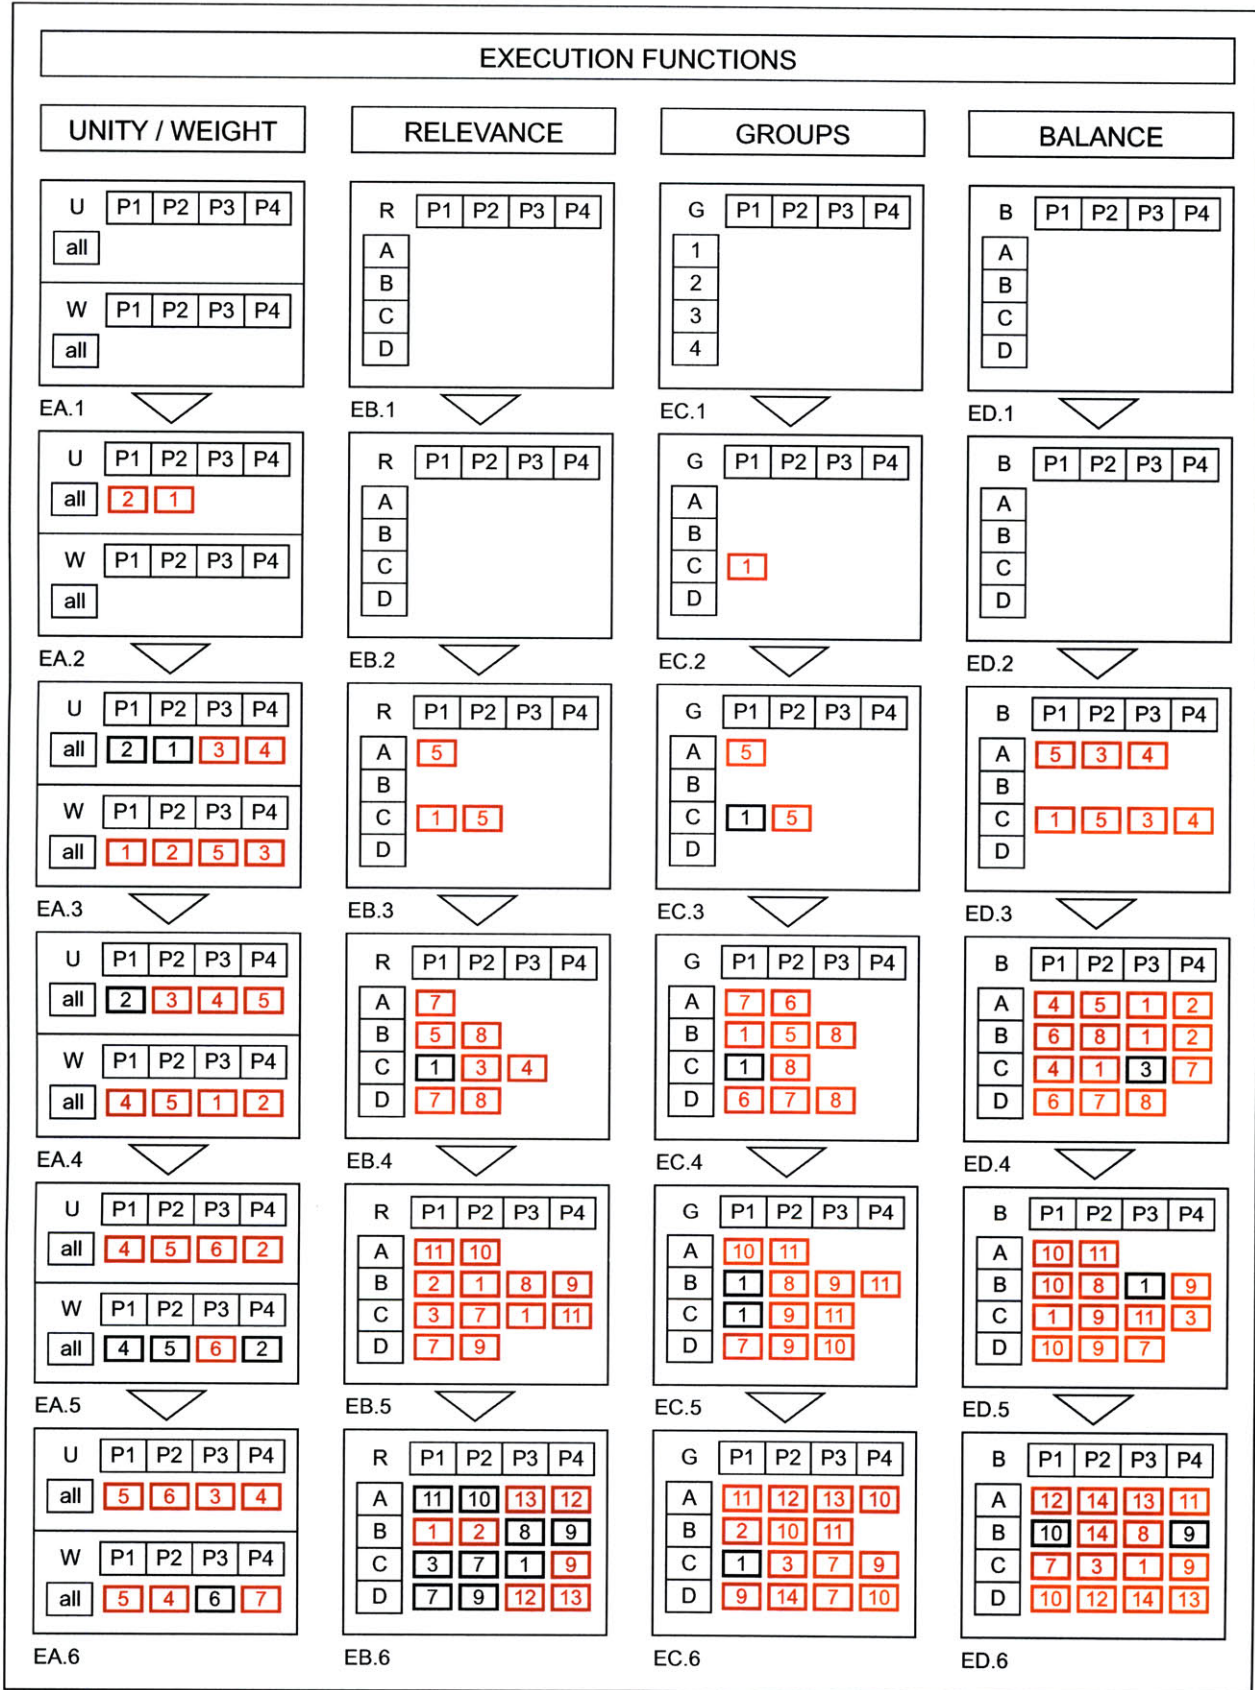 EXECUTION FUNCTIONS
UNITY / WEIGHT RELEVANCE GROUPS BALANCE
U P1 P2 P3 P4 R P1 P2 P3 P4 G P1 P2 P3 P4 B P1 P2 P3 P4
all A 1 A
B 2 B
W P1 P2 P3 P4 C 3 C
all D 4 D
EA.1 EB.1 EC.1 ED.1
U P1 P2 P3 P4 R P1 P2 P3 P4 G P1 P2 P3 P4 B P1 P2 P3 P4
all 2 1 A A A
B B B
W P1 P2 P3 P4 C C 1 C
all D D D
EA.2 EB.2 EC.2 ED.2
U P1 P2 P3 P4 R P1 P2 P3 P4 G P1 P2 P3 P4 B P1 P2 P3 P4
all 2 1 3 4 A 5 A 5 A 5 3 4
B B B
W P1 P2 P3 P4 C 1 5 C 1 5 C 1 5 3 4
all 1 2 5 3 D D D
EA.3 EB.3 EC.3 ED.3
U P1 P2 P3 P4 R P1 P2 P3 P4 G P1 P2 P3 P4 B P1 P2 P3 P4
all 2 3 4 5 A 7 A 7 6 A 4 5 1 2
B 5 8 B 1 5 8 B 6 8 1 2
W P1 P2 P3 P4 C 1 3 4 C 1 8 C 4 1 3 7
all 4 5 1 2 D 7 8 D 6 7 8 D 6 7 8
EA.4 EB.4 EC.4 ED.4
U P1 P2 P3 P4 R P1 P2 P3 P4 G P1 P2 P3 P4 B P1 P2 P3 P4
all 4 5 6 2 A 11 10 A 10 11 A 10 11
B 2 1 8 9 B 1 8 9 11 B 10 8 1 9
W P1 P2 P3 P4 C 3 7 1 11 C 1 9 11 C 1 9 11 3
all 4 5 6 2 D 7 9 D 7 9 10 D 10 9 7
EA.5 EB.5 EC.5 ED.5
U P1 P2 P3 P4 R P1 P2 P3 P4 G P1 P2 P3 P4 B P1 P2 P3 P4
all 5 6 3 4 A 11 10 13 12 A 11 12 13 10 A 12 14 13 11
B 1 2 8 9 B 2 10 11 B 10 14 8 9
W P1 P2 P3 P4 C 3 7 1 9 C 1 3 7 9 C 7 3 1 9
all 5 4 6 7 D 7 9 12 13 D 9 14 7 10 D 10 12 14 13
EA.6 EB.6 EC.6 ED.6